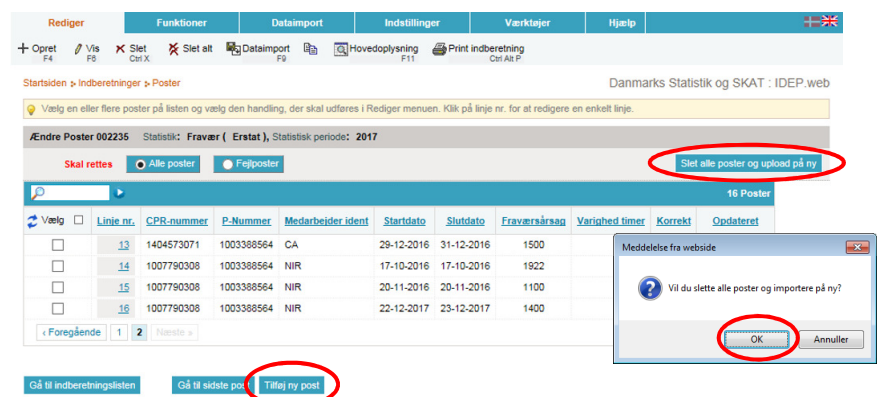 Rediger Funktioner Dataimport Indstillinger Værktøjer Hjælp
Opret Vis Slet Slet alt Dataimport Hovedoplysning Print indberetning
F4 F6 Ctrl X F9 F11 Ctrl Alt P
Startsiden :> Indberetninger :> Poster Danmarks Statistik og SKAT : IDEP.web
Vælg en eller flere poster på listen og vælg den handling, der skal udføres i Rediger menuen. Klik på linje nr. for at redigere en enkelt linje.
Ændre Poster 002235 Statistik: Fravær ( Erstat ), Statistisk periode: 2017
Skal rettes Alle poster Fejlposter Slet alle poster og upload på ny
16 Poster
Vælg Linje nr. CPR-nummer P-Nummer Medarbejder ident Startdato Slutdato Fraværsårsag Varighed timer Korrekt Opdateret
13 1404573071 1003388564 CA 29-12-2016 31-12-2016 1500
14 1007790308 1003388564 NIR 17-10-2016 17-10-2016 1922
15 1007790308 1003388564 NIR 20-11-2016 20-11-2016 1100
16 1007790308 1003388564 NIR 22-12-2017 23-12-2017 1400
Meddelelse fra webside
Vil du slette alle poster og importere på ny?
OK Annuller
‹ Foregående 1 2 Næste »
Gå til indberetningslisten Gå til sidste post Tilføj ny post